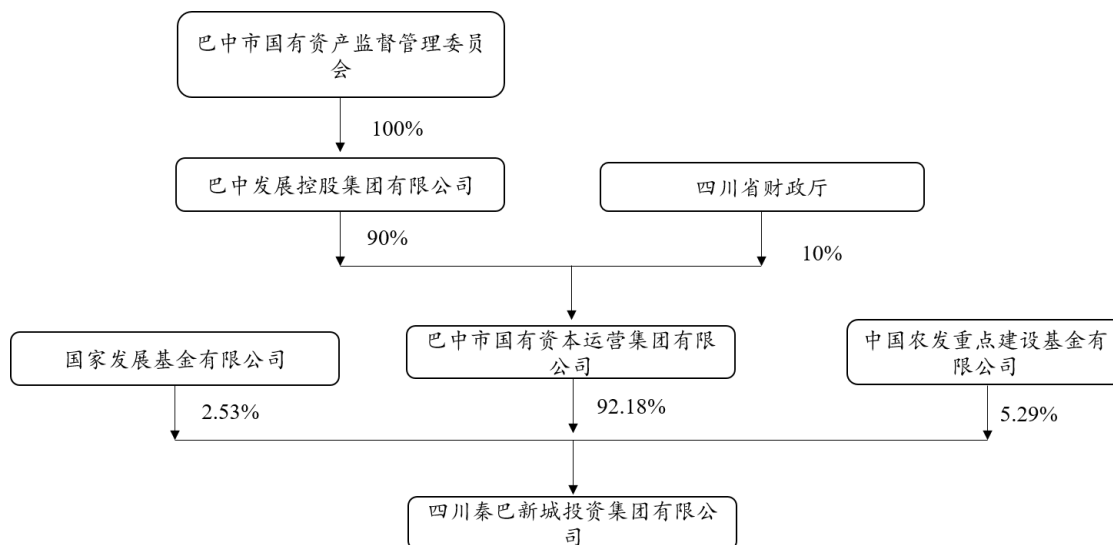 巴中市国有资产监督管理委员
会
100%
巴中发展控股集团有限公司
四川省财政厅
90%
10%
国家发展基金有限公司
巴中市国有资本运营集团有限
公司
中国农发重点建设基金有
限公司
2.53%
92.18%
5.29%
四川秦巴新城投资集团有限公
司